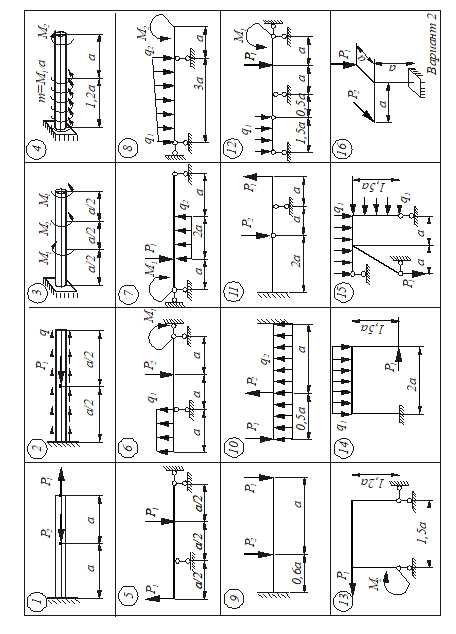 1
P₂ P₁
a a
2
P₁ q
a/2 a/2
3
M₁ M₁ M₁
a/2 a/2 a/2
4
m=M₁/a M₂
1,2a a
5
P₁ P₁
a/2 a/2 a/2
6
q₁ P₂ M₁
a a a
7
M₁ P₁ q₂
a 2a a
8
q₁ q₂ M₂
3a a
9
P₂ P₁
0,6a a
10
P₁ P₂ q₂
0,5a a
11
P₂ P₁
2a a a
12
q₁ P₁ M₁
1,5a 0,5a a a
13
P₁
M₁
1,2a
1,5a
14
q₁
P₁
1,5a
2a
15
q₁
q₁
P₁
1,5a
a a
16
P₁
P₂
a
a
a
Вариант 2